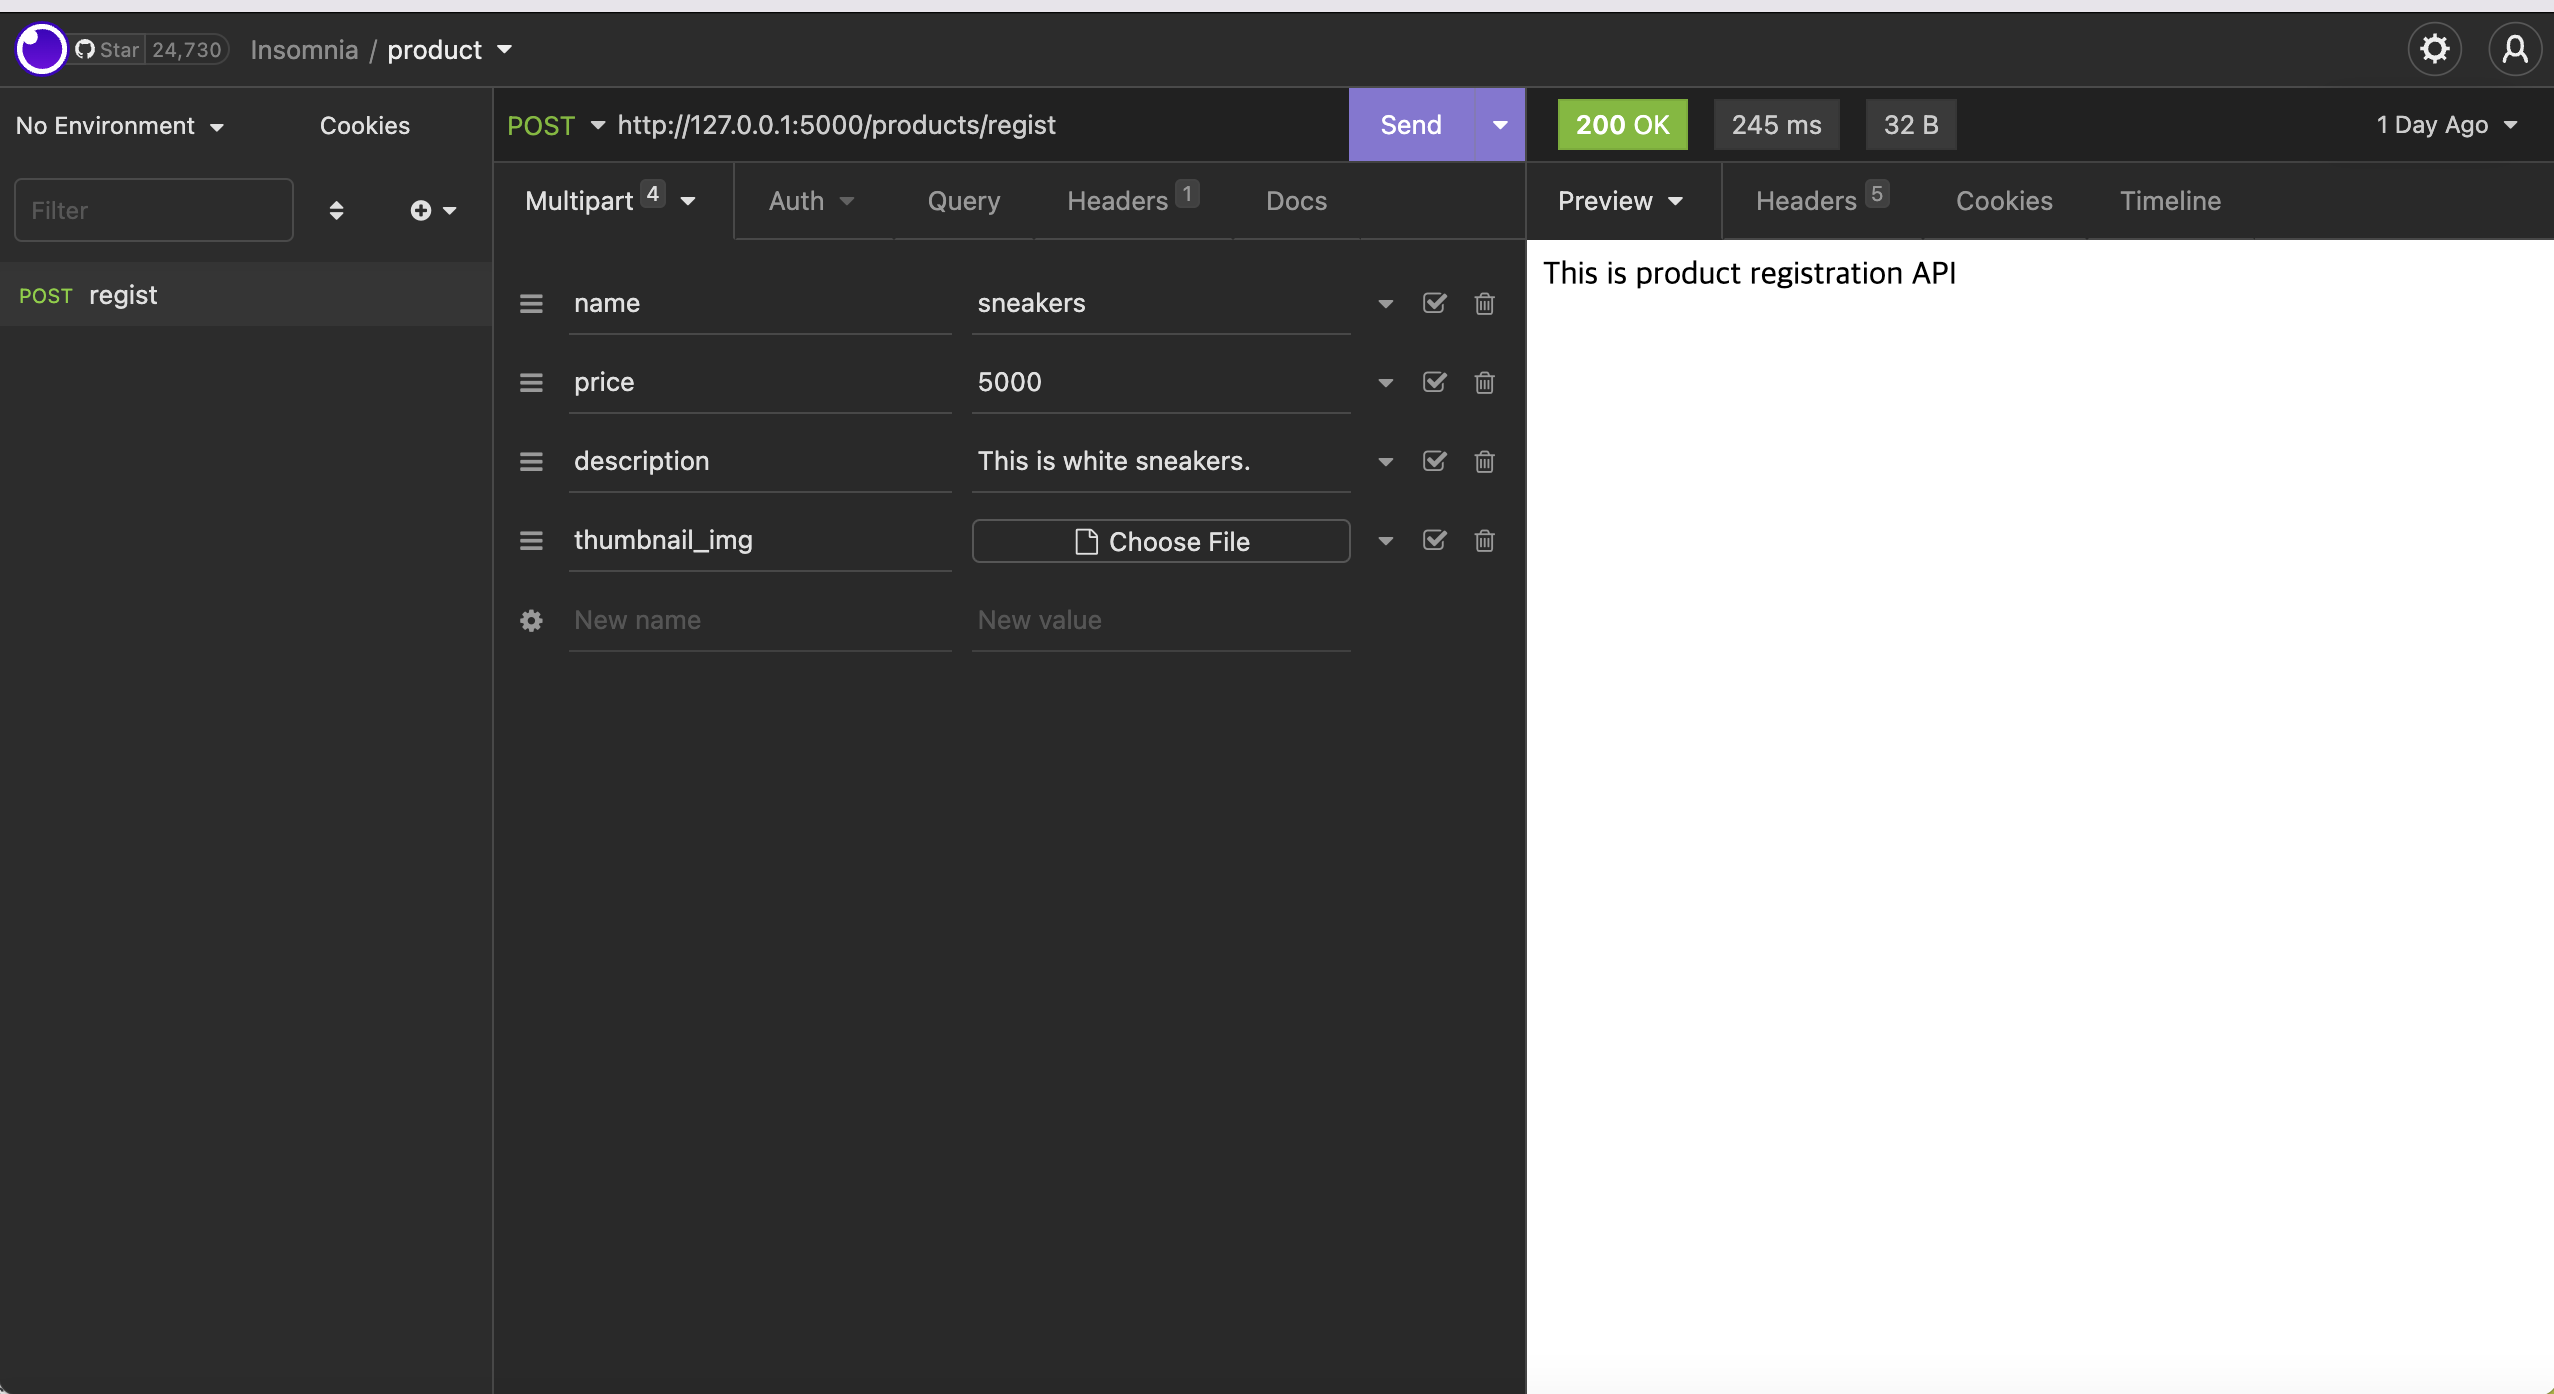 Star 24,730 Insomnia / product
No Environment Cookies
POST http://127.0.0.1:5000/products/regist Send
200 OK 245 ms 32 B 1 Day Ago
Filter
Multipart 4 Auth Query Headers 1 Docs
Preview Headers 5 Cookies Timeline
POST regist
name sneakers
price 5000
description This is white sneakers.
thumbnail_img Choose File
New name New value
This is product registration API